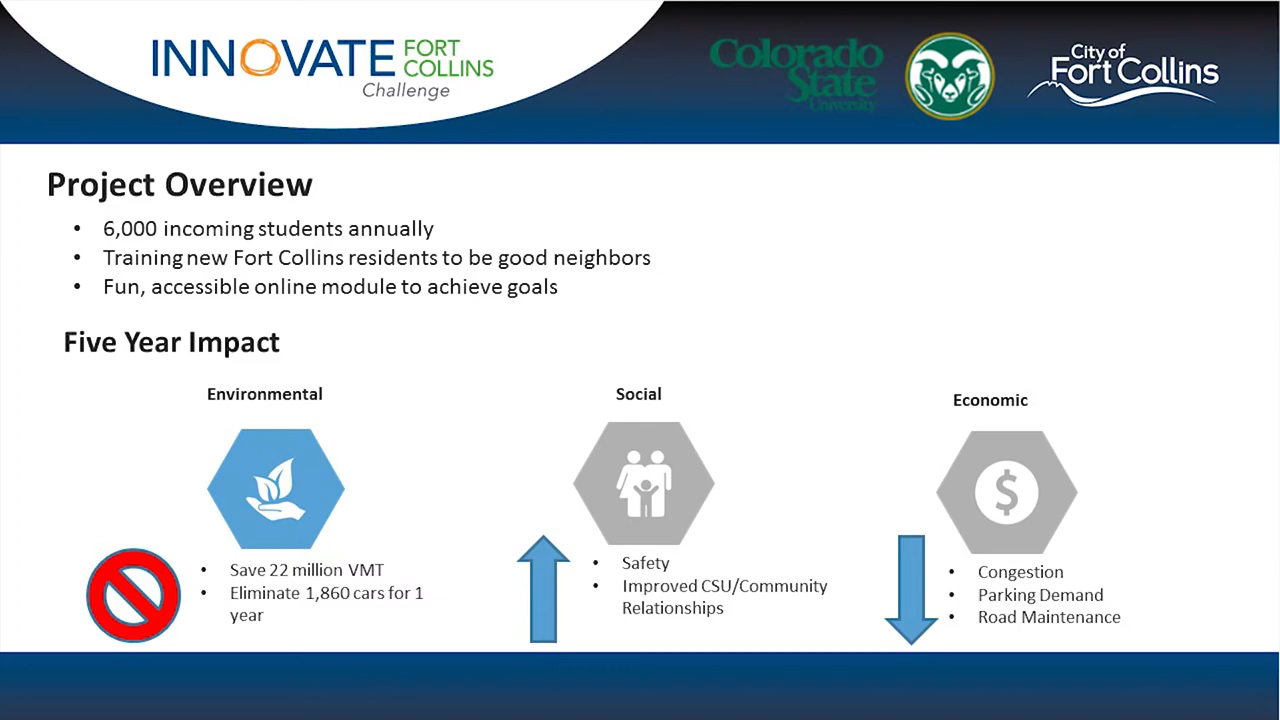 INNOVATE FORT COLLINS
Challenge
Colorado
State
University
City of
Fort Collins
Project Overview
• 6,000 incoming students annually
• Training new Fort Collins residents to be good neighbors
• Fun, accessible online module to achieve goals
Five Year Impact
Environmental
• Save 22 million VMT
• Eliminate 1,860 cars for 1
year
Social
• Safety
• Improved CSU/Community
Relationships
Economic
$
• Congestion
• Parking Demand
• Road Maintenance